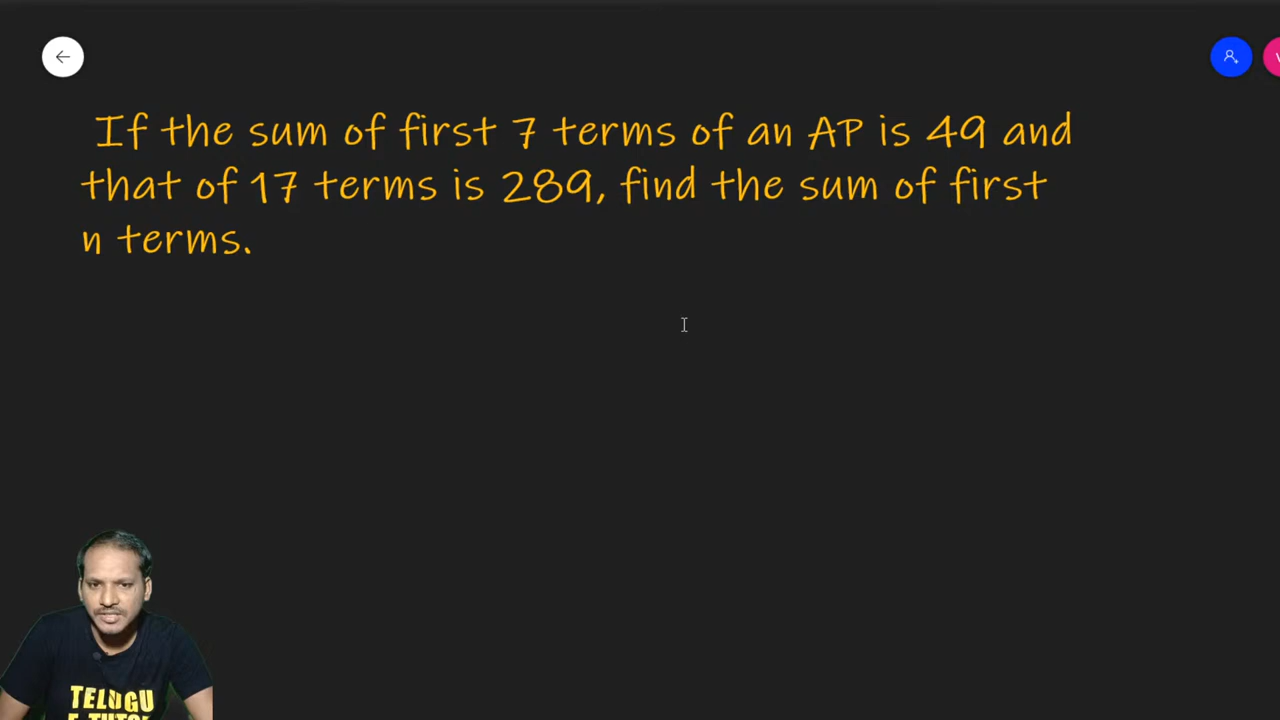 If the sum of first 7 terms of an AP is 49 and
that of 17 terms is 289, find the sum of first
n terms.
TELUGU